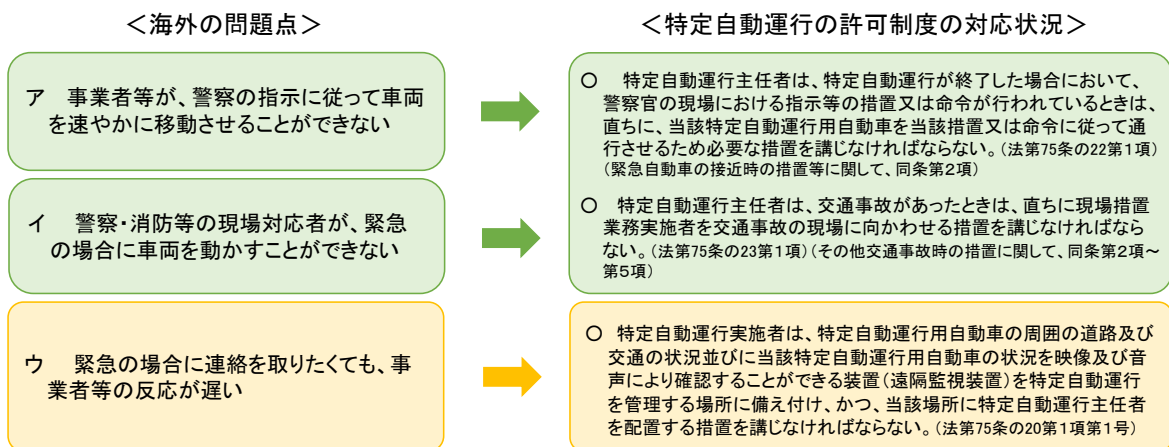 ＜海外の問題点＞
＜特定自動運行の許可制度の対応状況＞
ア　事業者等が、警察の指示に従って車両
を速やかに移動させることができない
○　特定自動運行主任者は、特定自動運行が終了した場合において、
警察官の現場における指示等の措置又は命令が行われているときは、
直ちに、当該特定自動運行用自動車を当該措置又は命令に従って通
行させるため必要な措置を講じなければならない。（法第75条の22第１項）
（緊急自動車の接近時の措置等に関して、同条第２項）
イ　警察・消防等の現場対応者が、緊急
の場合に車両を動かすことができない
○　特定自動運行主任者は、交通事故があったときは、直ちに現場措置
業務実施者を交通事故の現場に向かわせる措置を講じなければなら
ない。（法第75条の23第１項）（その他交通事故時の措置に関して、同条第２項～
第５項）
ウ　緊急の場合に連絡を取りたくても、事
業者等の反応が遅い
○　特定自動運行実施者は、特定自動運行用自動車の周囲の道路及び
交通の状況並びに当該特定自動運行用自動車の状況を映像及び音
声により確認することができる装置（遠隔監視装置）を特定自動運行
を管理する場所に備え付け、かつ、当該場所に特定自動運行主任者
を配置する措置を講じなければならない。（法第75条の20第１項第１号）